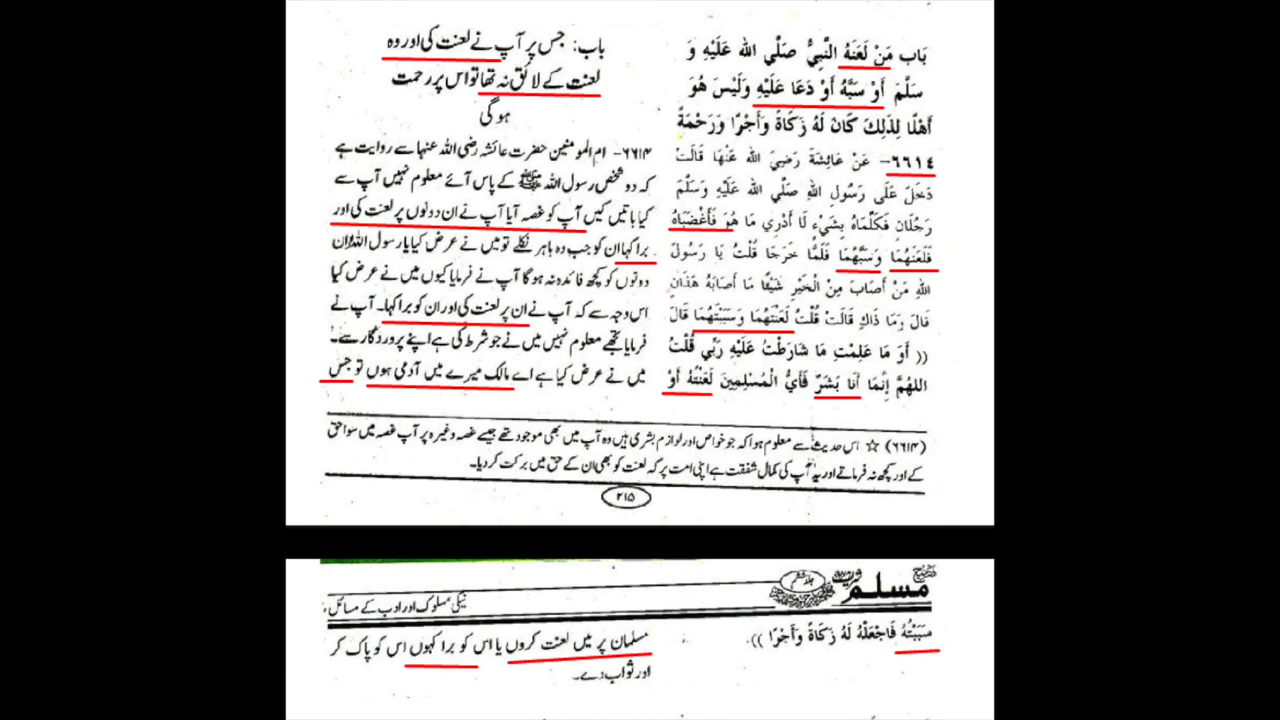 بَاب مَنْ لَعَنَهُ النَّبِيُّ صَلَّي الله عَلَيْهِ وَ
سَلَّمَ أَوْ سَبَّهُ أَوْ دَعَا عَلَيْهِ وَلَيْسَ هُوَ
أَهْلًا لِذَلِكَ كَانَ لَهُ زَكَاةً وَأَجْرًا وَرَحْمَةً
٦٦١٤- عَنْ عَائِشَةَ رَضِيَ الله عَنْهَا قَالَتْ
دَخَلَ عَلَى رَسُولِ اللهِ صَلَّي الله عَلَيْهِ وَسَلَّمَ
رَجُلَانِ فَكَلَّمَاهُ بِشَيْءٍ لَا أَدْرِي مَا هُوَ فَأَغْضَبَاهُ
فَلَعَنَهُمَا وَسَبَّهُمَا فَلَمَّا خَرَجَا قُلْتُ يَا رَسُولَ
اللهِ مَنْ أَصَابَ مِنْ الْخَيْرِ شَيْئًا مَا أَصَابَهُ هَذَانِ
قَالَ وَمَا ذَاكِ قَالَتْ قُلْتُ لَعَنْتَهُمَا وَسَبَبْتَهُمَا قَالَ
(( أَوَ مَا عَلِمْتِ مَا شَارَطْتُ عَلَيْهِ رَبِّي قُلْتُ
اللهُمَّ إِنَّمَا أَنَا بَشَرٌ فَأَيُّ الْمُسْلِمِينَ لَعَنْتُهُ أَوْ
باب: جس پر آپ نے لعنت کی اور وہ
لعنت کے لائق نہ تھا تو اس پر رحمت
ہوگی
۶۶۱۴- ام المومنین حضرت عائشہ رضی اللہ عنہا سے روایت ہے
کہ دو شخص رسول اللہ ﷺ کے پاس آئے معلوم نہیں آپ سے
کیا باتیں کیں آپ کو غصہ آیا آپ نے ان دونوں پر لعنت کی اور
برا کہا ان کو جب وہ باہر نکلے تو میں نے عرض کیا یا رسول اللہ! ان
دونوں کو کچھ فائدہ نہ ہوگا آپ نے فرمایا کیوں میں نے عرض کیا
اس وجہ سے کہ آپ نے ان پر لعنت کی اور ان کو برا کہا۔ آپ نے
فرمایا تجھے معلوم نہیں میں نے جو شرط کی ہے اپنے پروردگار سے۔
میں نے عرض کیا ہے اے مالک میرے میں آدمی ہوں تو جس
(۶۶۱۴) ☆ اس حدیث سے معلوم ہوا کہ جو خواص اور لوازم بشری ہیں وہ آپ میں بھی موجود تھے جیسے غصہ وغیرہ پر آپ غصہ میں سوا حق
کے اور کچھ نہ فرماتے اور یہ آپ کی کمال شفقت ہے اپنی امت پر کہ لعنت کو بھی ان کے حق میں برکت کر دیا۔
۲۱۵
صحیح مسلم شریف
جلد ششم
نیکی سلوک اور ادب کے مسائل
سَبَبْتُهُ فَاجْعَلْهُ لَهُ زَكَاةً وَأَجْرًا )).
مسلمان پر میں لعنت کروں یا اس کو برا کہوں اس کو پاک کر
اور ثواب دے۔